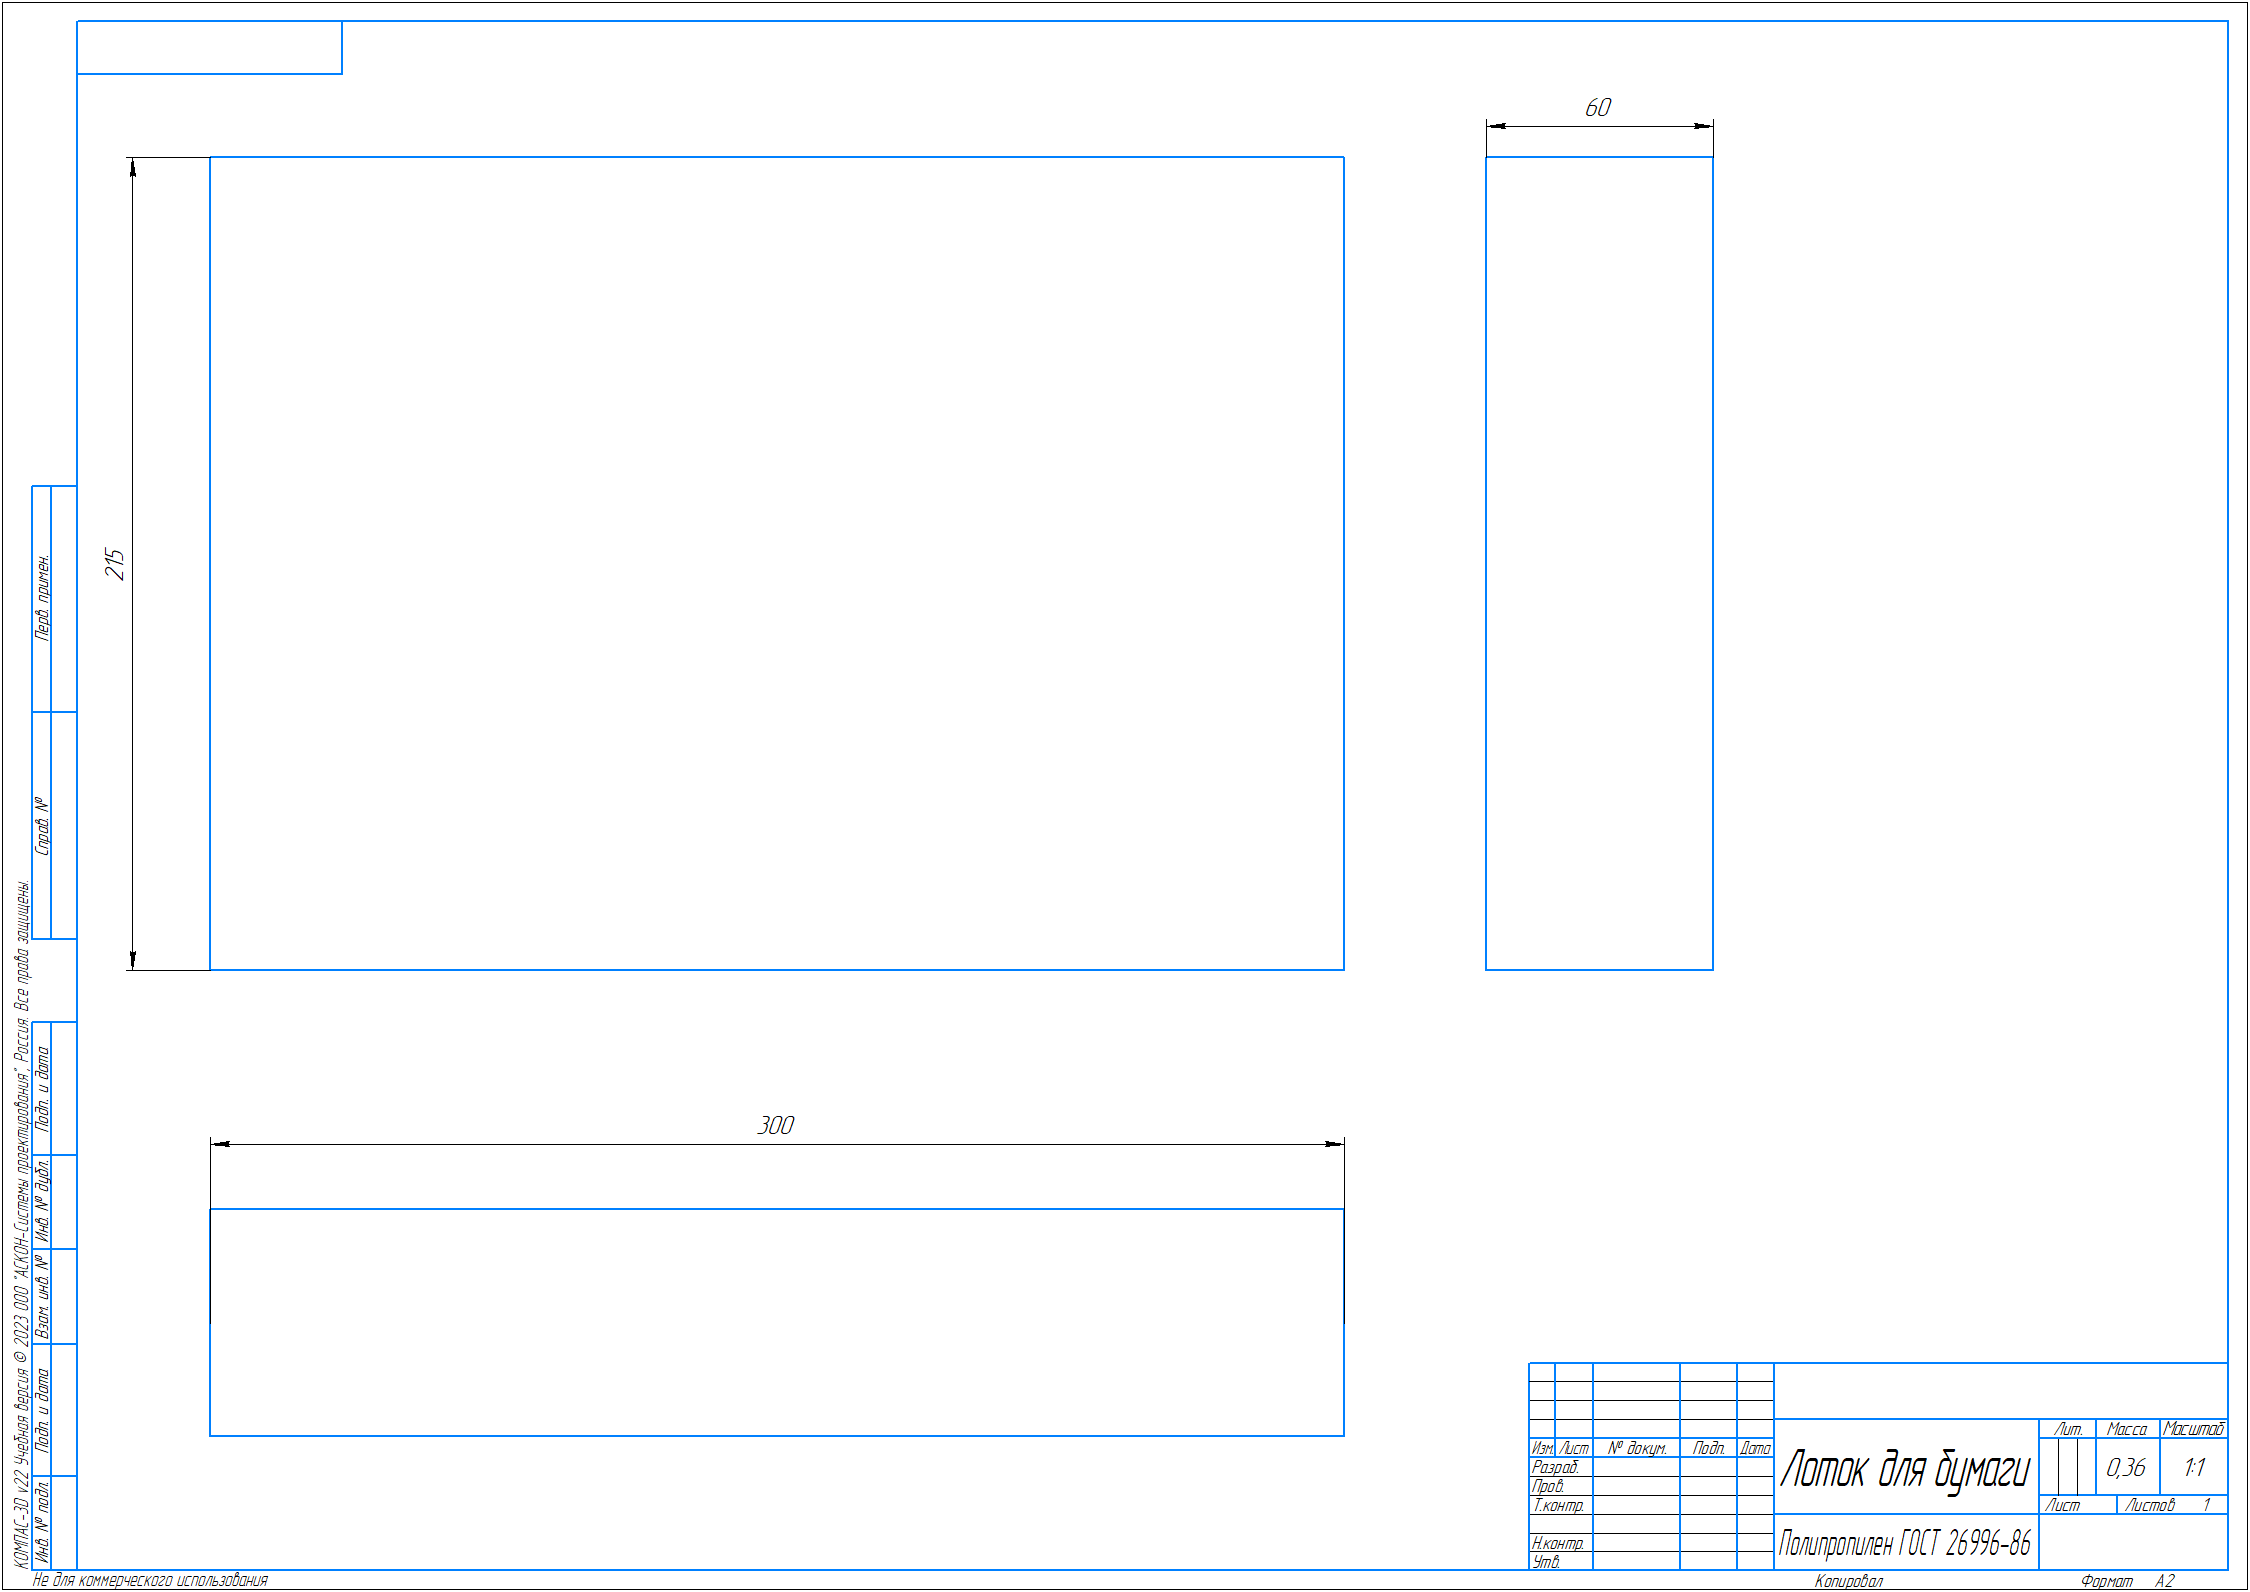 60
215
300
Перв. примен.
Справ. №
Подп. и дата
Инв. № дубл.
Взам. инв. №
Подп. и дата
Инв. № подл.
КОМПАС-3D v22 Учебная версия © 2023 ООО "АСКОН-Системы проектирования", Россия. Все права защищены.
Лит. Масса Масштаб
Изм. Лист № докум. Подп. Дата
Разраб.
Пров.
Т.контр.
Н.контр.
Утв.
Лоток для бумаги
0,36 1:1
Лист Листов 1
Полипропилен ГОСТ 26996-86
Не для коммерческого использования
Копировал
Формат А2